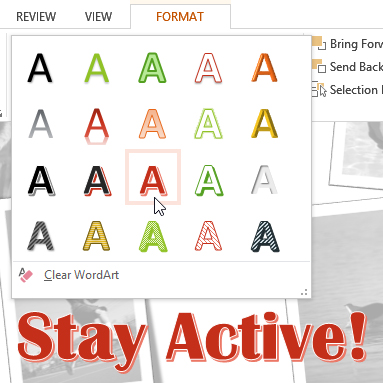 REVIEW VIEW FORMAT
A A A A A
Bring Forw
Send Back
A A A A A
Selection
A A A A A
A A A A A
Clear WordArt
Stay Active!